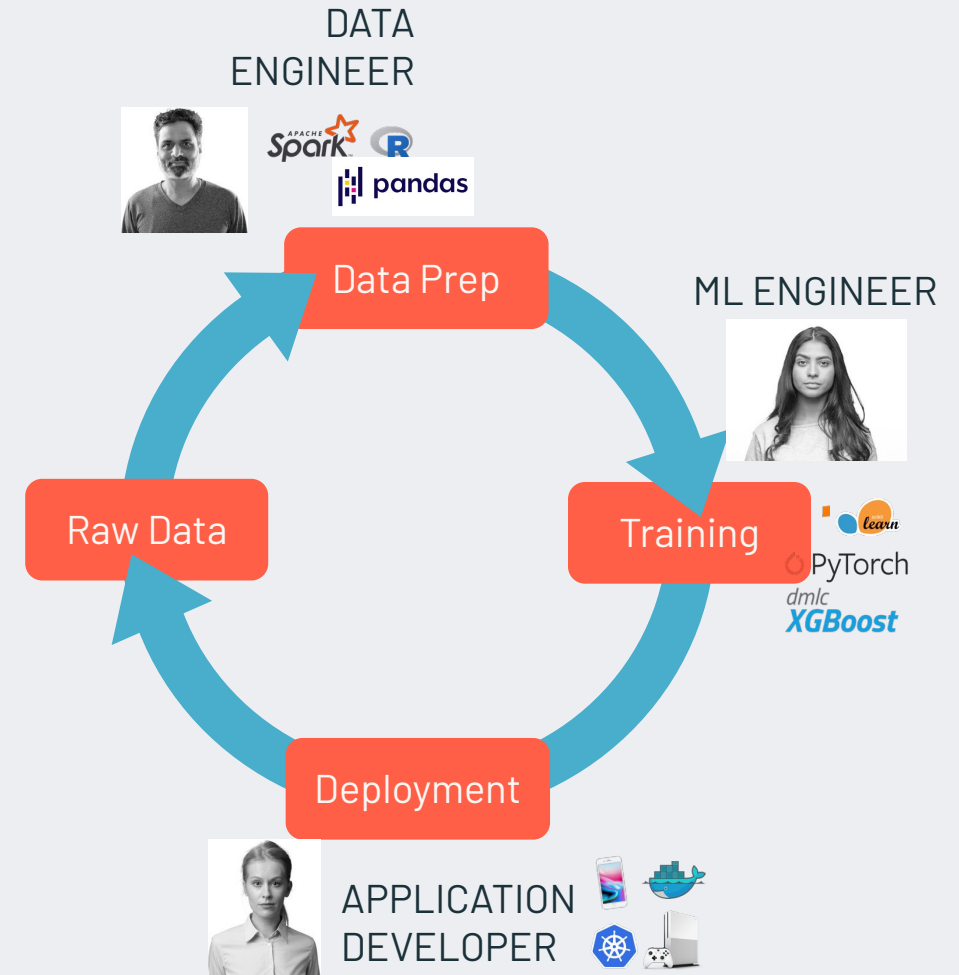 DATA
ENGINEER
APACHE
Spark
R
pandas
Data Prep
ML ENGINEER
Raw Data
Training
learn
PyTorch
dmlc
XGBoost
Deployment
APPLICATION
DEVELOPER